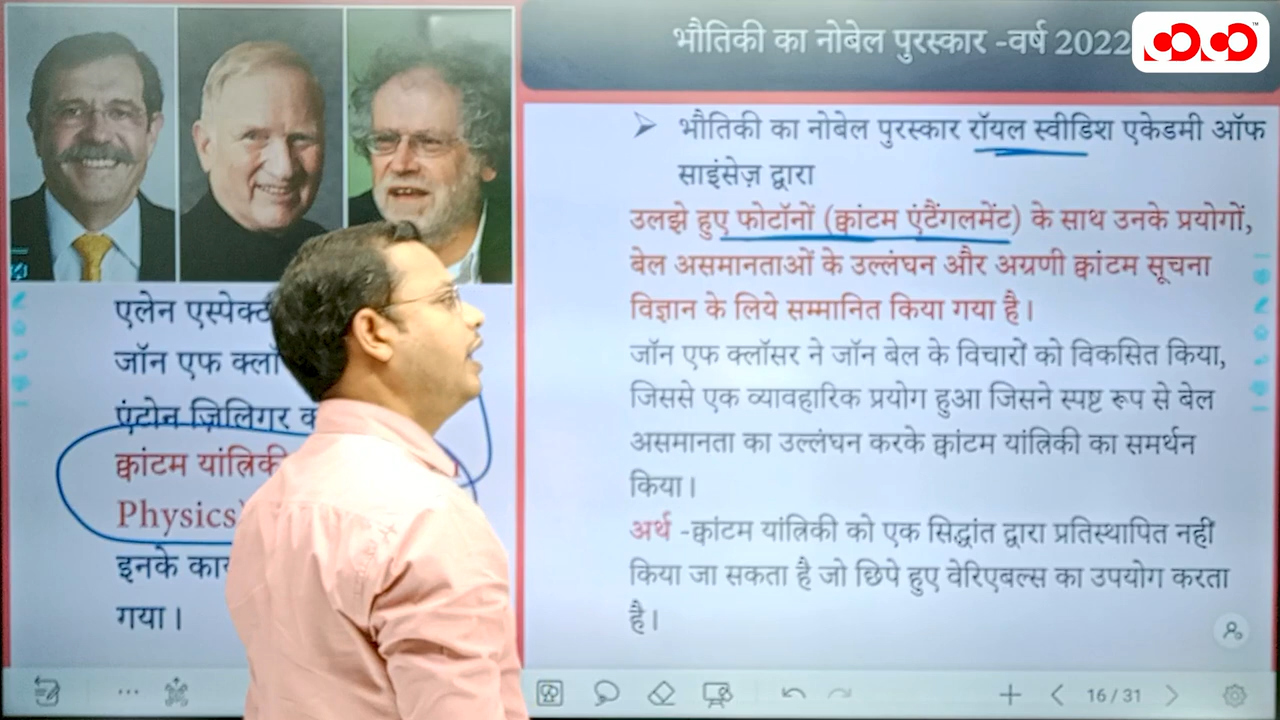 भौतिकी का नोबेल पुरस्कार -वर्ष 2022
भौतिकी का नोबेल पुरस्कार रॉयल स्वीडिश एकेडमी ऑफ
साइंसेज़ द्वारा
उलझे हुए फोटॉनों (क्वांटम एंटैंगलमेंट) के साथ उनके प्रयोगों,
बेल असमानताओं के उल्लंघन और अग्रणी क्वांटम सूचना
विज्ञान के लिये सम्मानित किया गया है।
जॉन एफ क्लॉसर ने जॉन बेल के विचारों को विकसित किया,
जिससे एक व्यावहारिक प्रयोग हुआ जिसने स्पष्ट रूप से बेल
असमानता का उल्लंघन करके क्वांटम यांत्रिकी का समर्थन
किया।
अर्थ -क्वांटम यांत्रिकी को एक सिद्धांत द्वारा प्रतिस्थापित नहीं
किया जा सकता है जो छिपे हुए वेरिएबल्स का उपयोग करता
है।
एलेन
जॉन एफ
एंटोन ज़िलिंगर
क्वांटम
Physics)
इनके
गया।
16/31